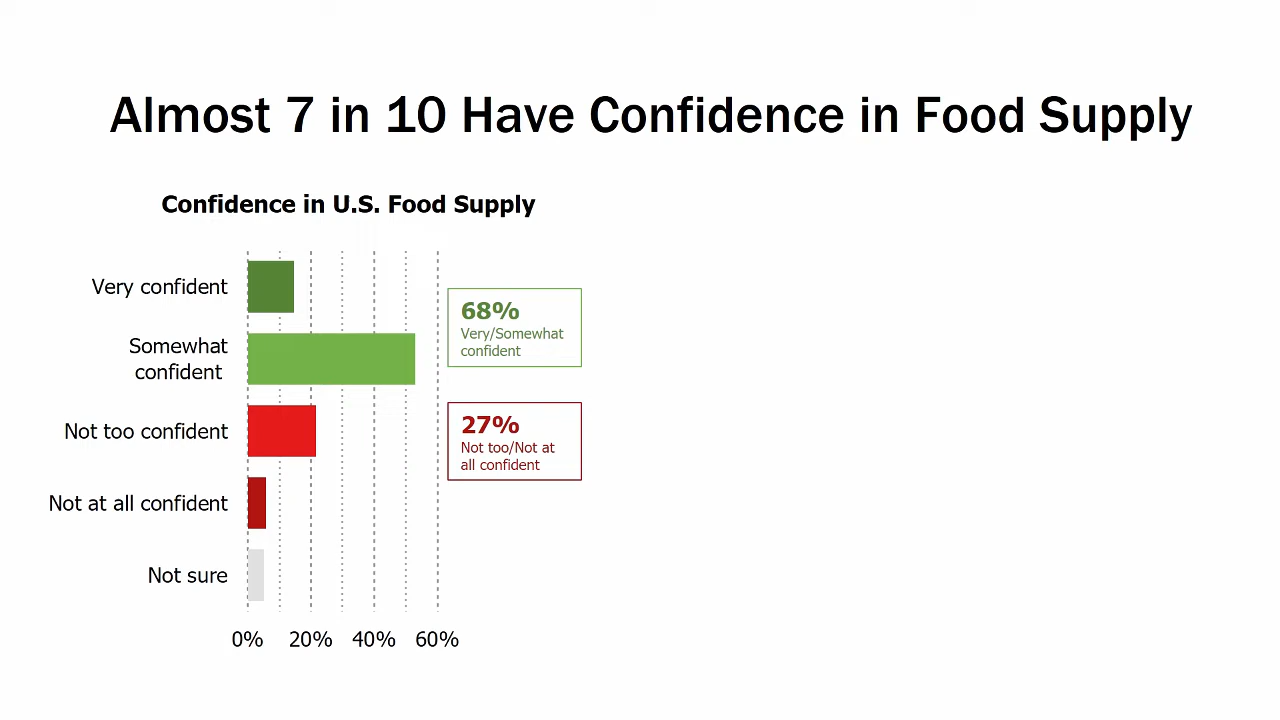 Almost 7 in 10 Have Confidence in Food Supply
Confidence in U.S. Food Supply
Very confident
Somewhat
confident
Not too confident
Not at all confident
Not sure
68%
Very/Somewhat
confident
27%
Not too/Not at
all confident
0% 20% 40% 60%